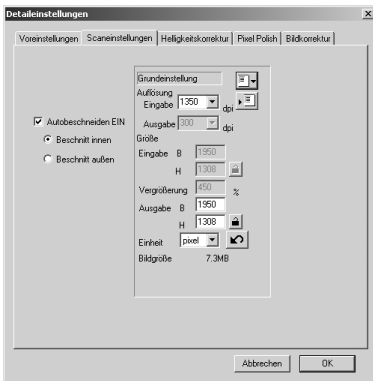 Detaileinstellungen
Voreinstellungen Scaneinstellungen Helligkeitskorrektur Pixel Polish Bildkorrektur
Grundeinstellung
Auflösung
Eingabe 1350 dpi
Autobeschneiden EIN
Ausgabe 300 dpi
Beschnitt innen
Größe
Eingabe B 1950
Beschnitt außen
H 1308
Vergrößerung 450 %
Ausgabe B 1950
H 1308
Einheit pixel
Bildgröße 7.3MB
Abbrechen OK